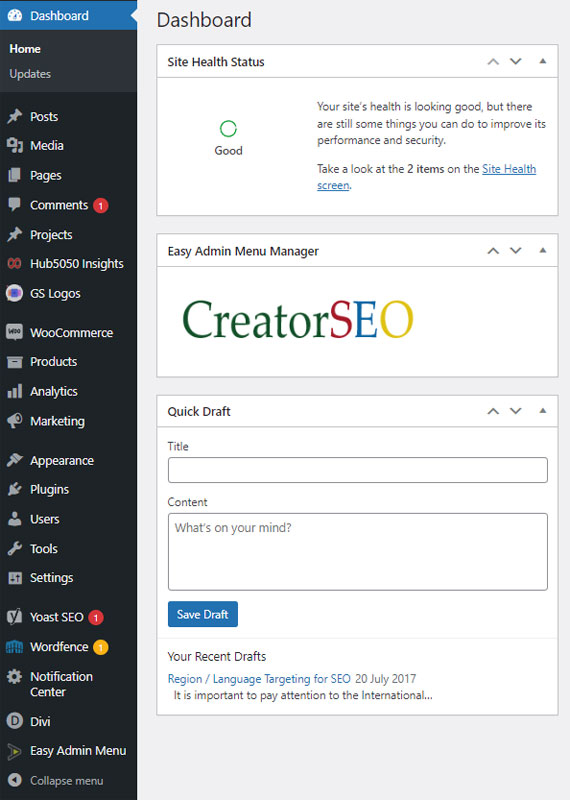 Dashboard
Home
Updates
Posts
Media
Pages
Comments 1
Projects
Hub5050 Insights
GS Logos
WOO WooCommerce
Products
Analytics
Marketing
Appearance
Plugins
Users
Tools
Settings
Yoast SEO 1
Wordfence 1
Notification
Center
D Divi
Easy Admin Menu
Collapse menu
Dashboard
Site Health Status
Good
Your site's health is looking good, but there
are still some things you can do to improve its
performance and security.
Take a look at the 2 items on the Site Health
screen.
Easy Admin Menu Manager
CreatorSEO
Quick Draft
Title
Content
What's on your mind?
Save Draft
Your Recent Drafts
Region / Language Targeting for SEO 20 July 2017
It is important to pay attention to the International...